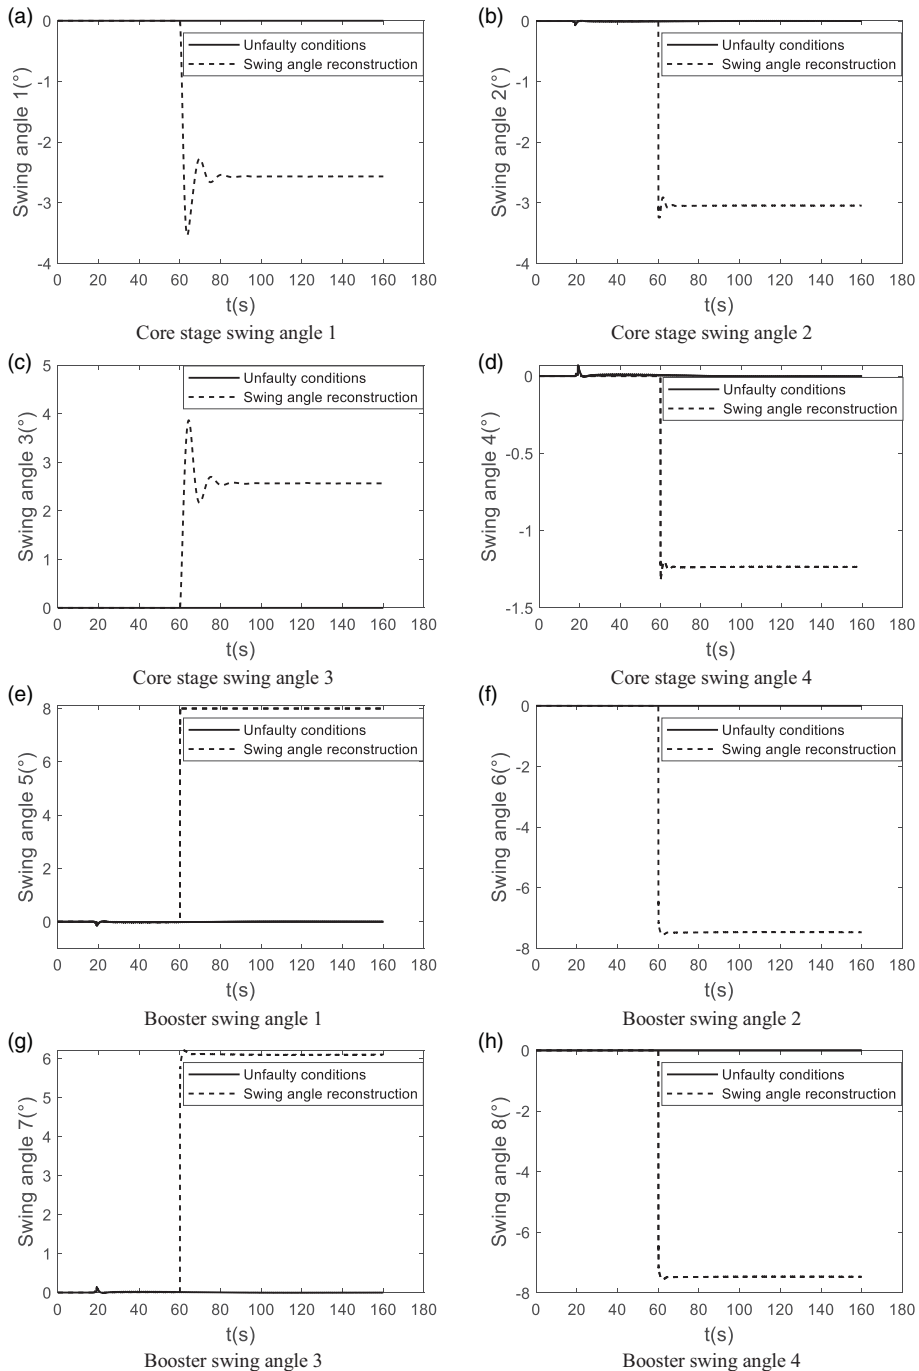 (a)
0
-1
-2
-3
-4
Swing angle 1(°)
Unfaulty conditions
Swing angle reconstruction
0 20 40 60 80 100 120 140 160 180
t(s)
Core stage swing angle 1
(b)
0
-1
-2
-3
-4
Swing angle 2(°)
Unfaulty conditions
Swing angle reconstruction
0 20 40 60 80 100 120 140 160 180
t(s)
Core stage swing angle 2
(c)
5
4
3
2
1
0
Swing angle 3(°)
Unfaulty conditions
Swing angle reconstruction
0 20 40 60 80 100 120 140 160 180
t(s)
Core stage swing angle 3
(d)
0
-0.5
-1
-1.5
Swing angle 4(°)
Unfaulty conditions
Swing angle reconstruction
0 20 40 60 80 100 120 140 160 180
t(s)
Core stage swing angle 4
(e)
8
6
4
2
0
Swing angle 5(°)
Unfaulty conditions
Swing angle reconstruction
0 20 40 60 80 100 120 140 160 180
t(s)
Booster swing angle 1
(f)
0
-2
-4
-6
-8
Swing angle 6(°)
Unfaulty conditions
Swing angle reconstruction
0 20 40 60 80 100 120 140 160 180
t(s)
Booster swing angle 2
(g)
6
5
4
3
2
1
0
Swing angle 7(°)
Unfaulty conditions
Swing angle reconstruction
0 20 40 60 80 100 120 140 160 180
t(s)
Booster swing angle 3
(h)
0
-2
-4
-6
-8
Swing angle 8(°)
Unfaulty conditions
Swing angle reconstruction
0 20 40 60 80 100 120 140 160 180
t(s)
Booster swing angle 4